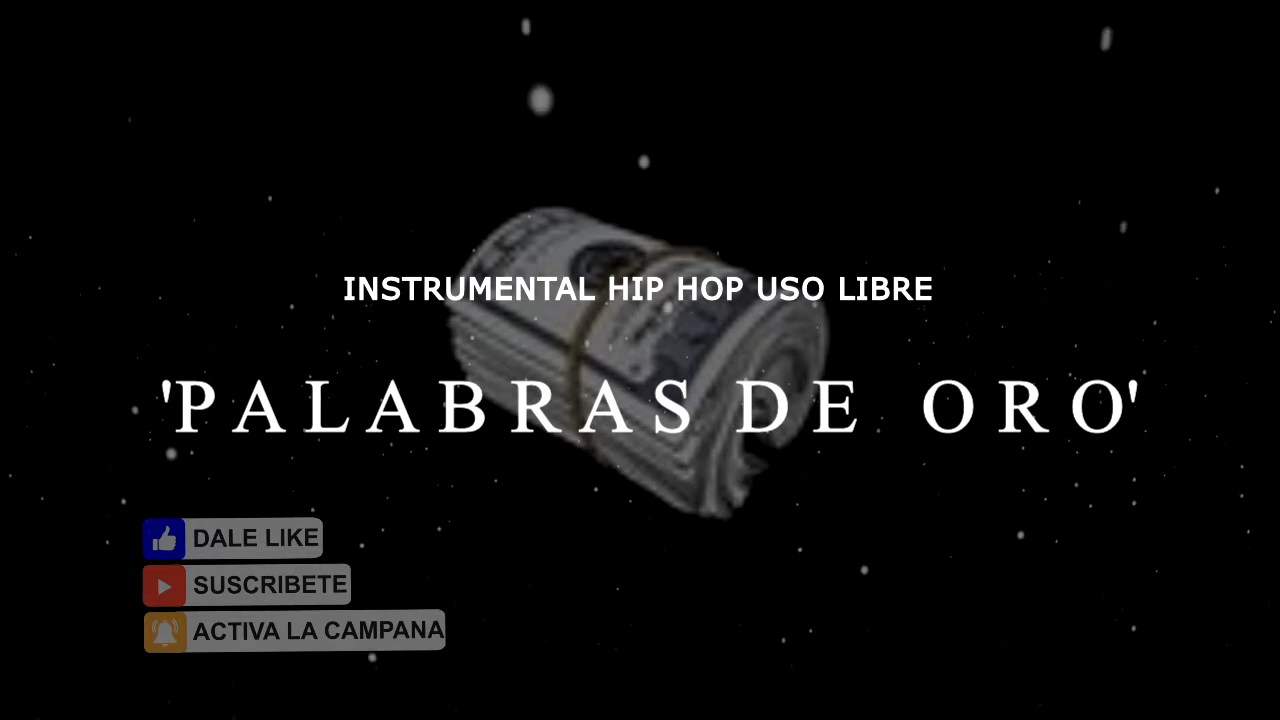 INSTRUMENTAL HIP HOP USO LIBRE
'PALABRAS DE ORO'
DALE LIKE
SUSCRIBETE
ACTIVA LA CAMPANA